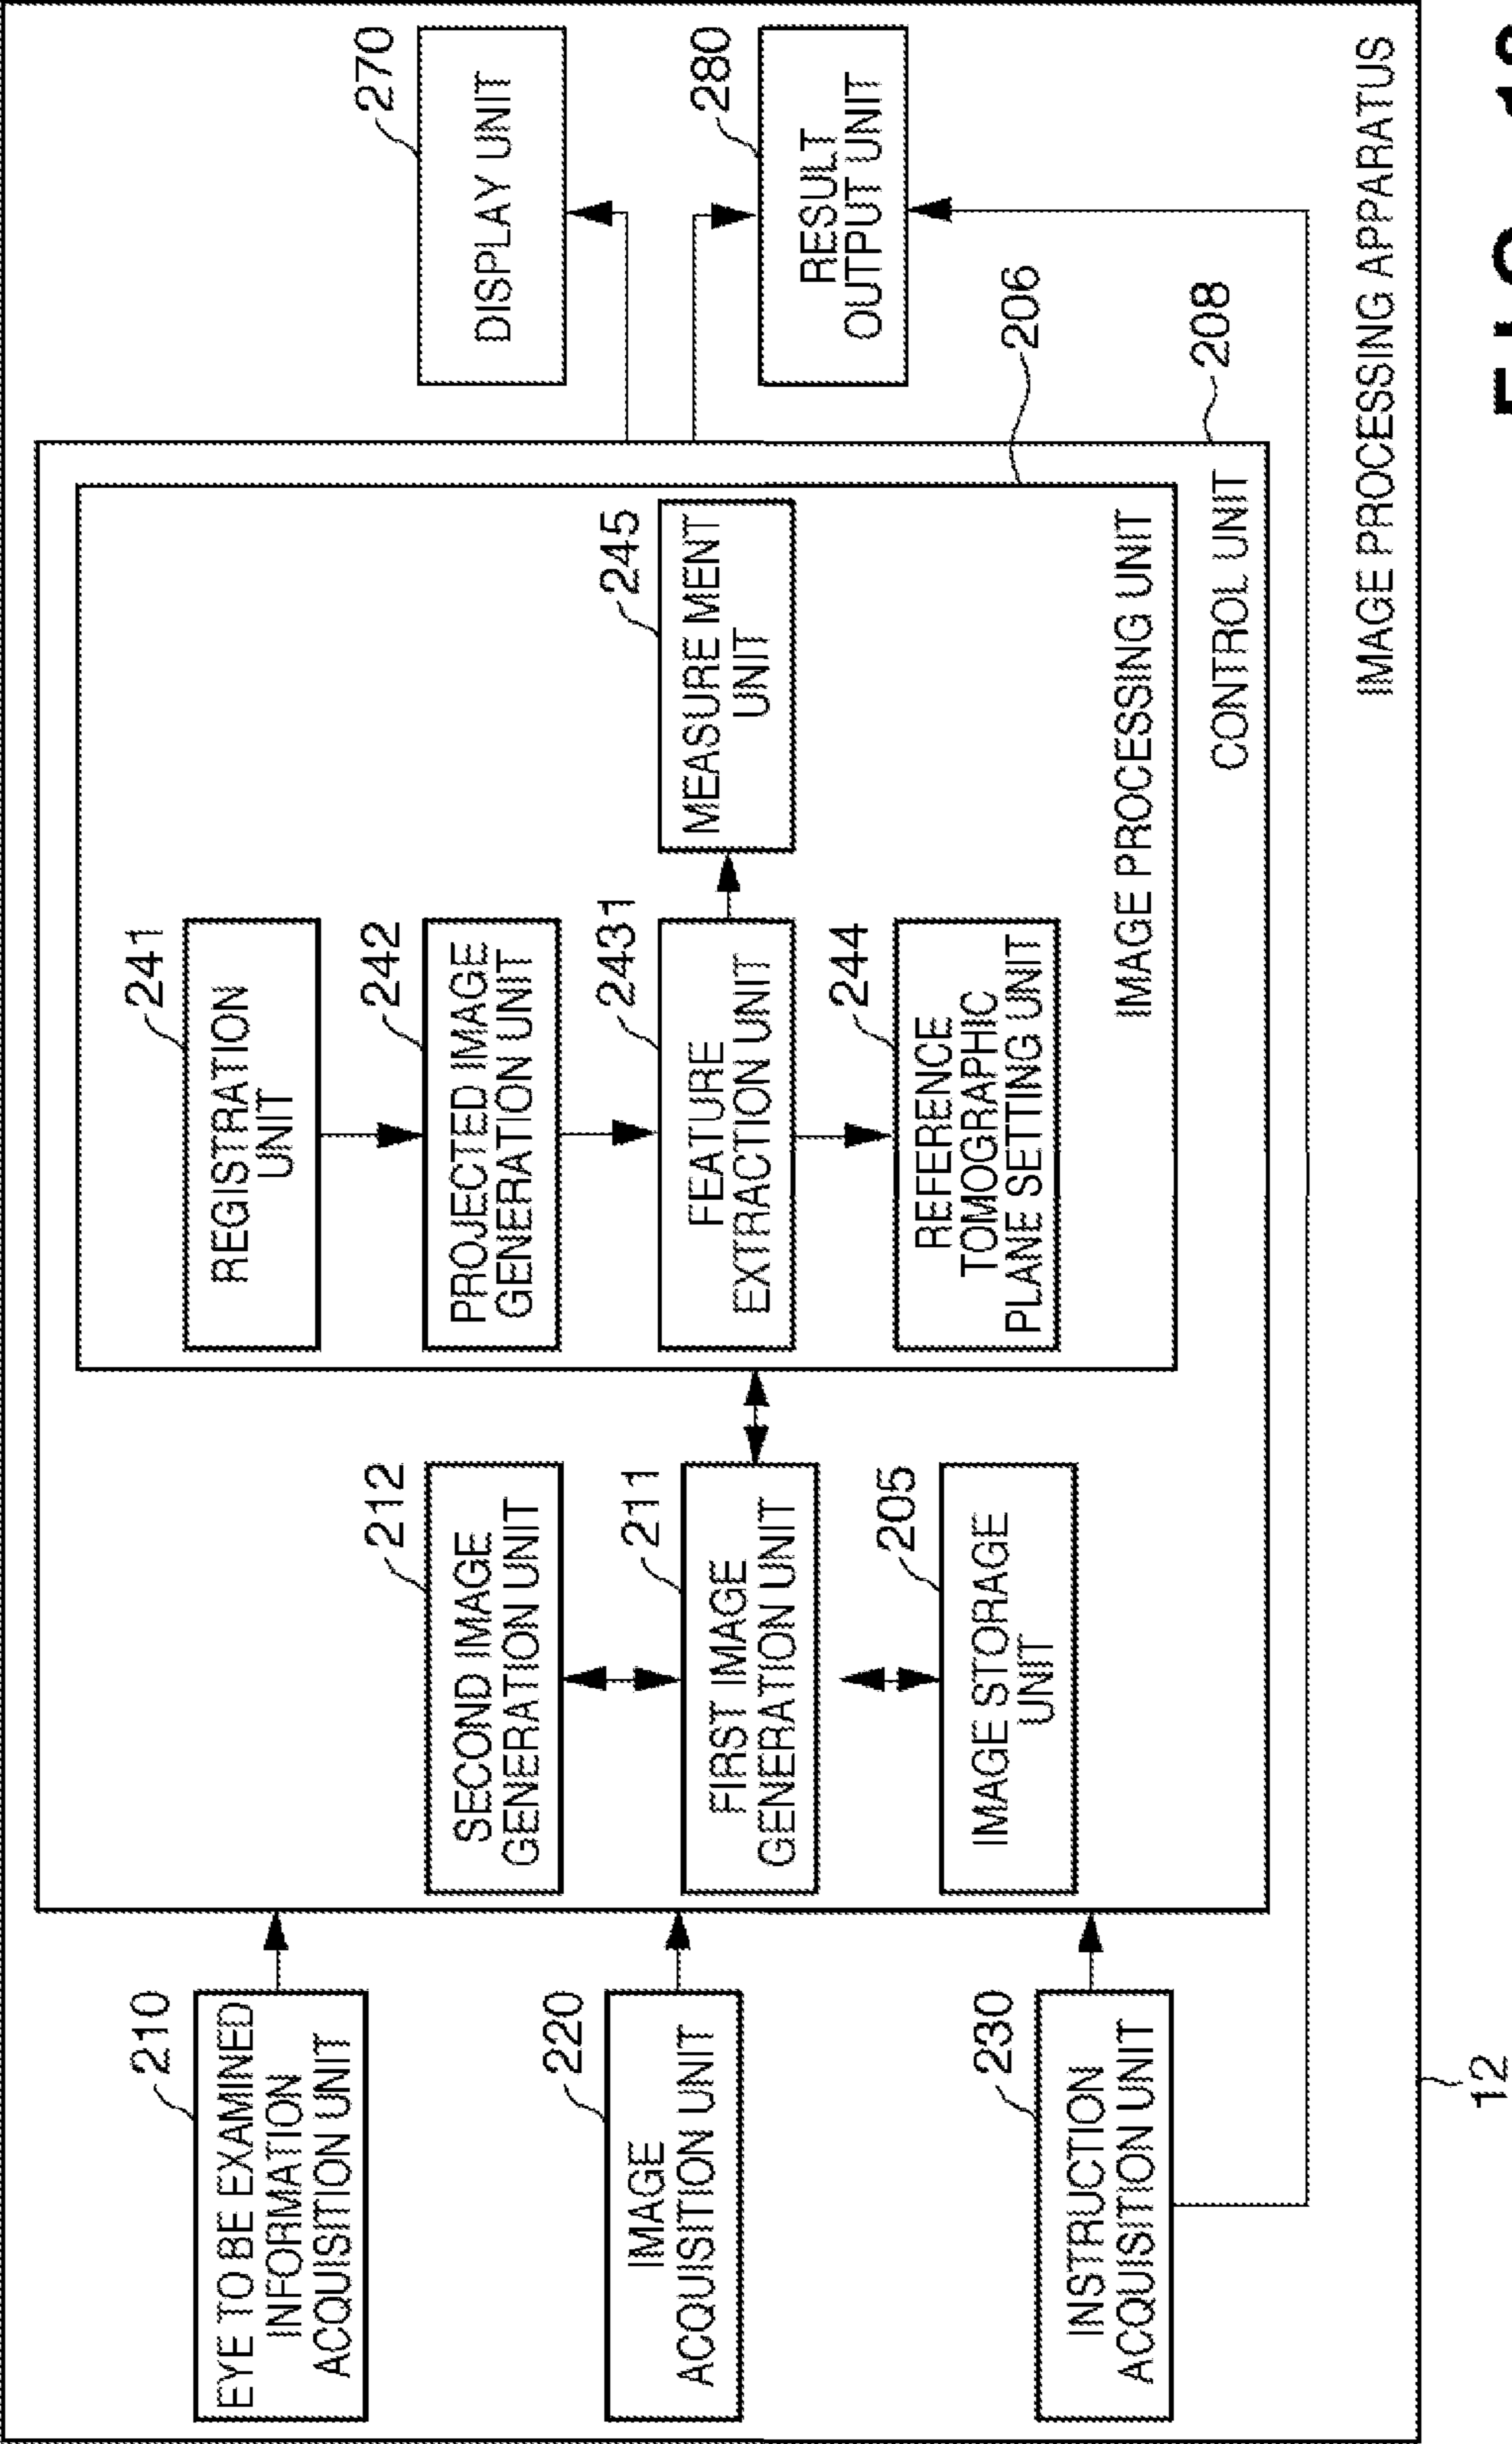 210
EYE TO BE EXAMINED
INFORMATION
ACQUISITION UNIT
220
IMAGE
ACQUISITION UNIT
230
INSTRUCTION
ACQUISITION UNIT
212
SECOND IMAGE
GENERATION UNIT
211
FIRST IMAGE
GENERATION UNIT
205
IMAGE STORAGE
UNIT
241
REGISTRATION
UNIT
242
PROJECTED IMAGE
GENERATION UNIT
2431
FEATURE
EXTRACTION UNIT
244
REFERENCE
TOMOGRAPHIC
PLANE SETTING UNIT
245
MEASURE MENT
UNIT
IMAGE PROCESSING UNIT
206
CONTROL UNIT
208
270
DISPLAY UNIT
280
RESULT
OUTPUT UNIT
IMAGE PROCESSING APPARATUS
12